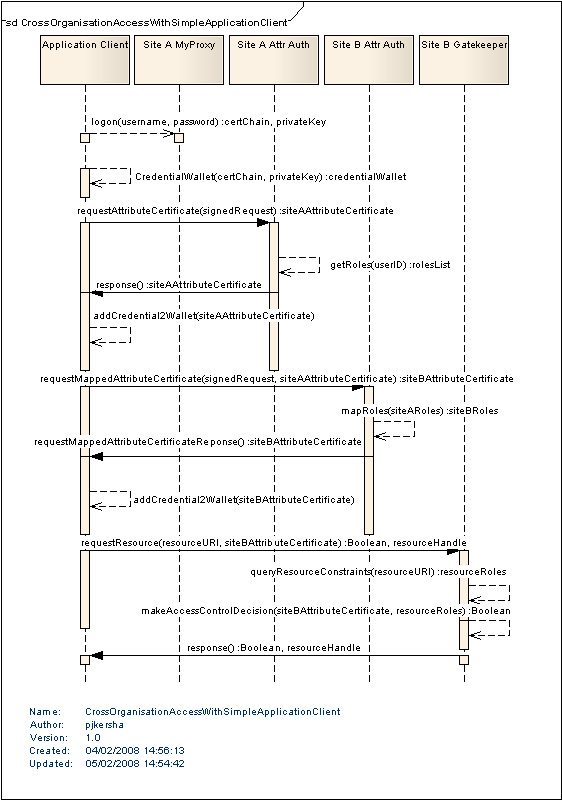 sd CrossOrganisationAccessWithSimpleApplicationClient
Application Client
Site A MyProxy
Site A Attr Auth
Site B Attr Auth
Site B Gatekeeper
logon(username, password) :certChain, privateKey
CredentialWallet(certChain, privateKey) :credentialWallet
requestAttributeCertificate(signedRequest) :siteAAttributeCertificate
getRoles(userID) :rolesList
response() :siteAAttributeCertificate
addCredential2Wallet(siteAAttributeCertificate)
requestMappedAttributeCertificate(signedRequest, siteAAttributeCertificate) :siteBAttributeCertificate
mapRoles(siteARoles) :siteBRoles
requestMappedAttributeCertificateReponse() :siteBAttributeCertificate
addCredential2Wallet(siteBAttributeCertificate)
requestResource(resourceURI, siteBAttributeCertificate) :Boolean, resourceHandle
queryResourceConstraints(resourceURI) :resourceRoles
makeAccessControlDecision(siteBAttributeCertificate, resourceRoles) :Boolean
response() :Boolean, resourceHandle
Name: CrossOrganisationAccessWithSimpleApplicationClient
Author: pjkersha
Version: 1.0
Created: 04/02/2008 14:56:13
Updated: 05/02/2008 14:54:42